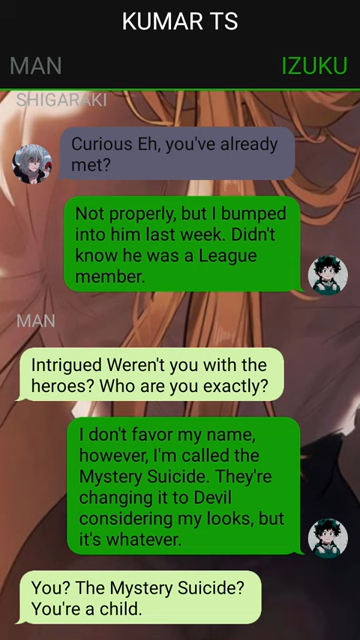 KUMAR TS
MAN
IZUKU
SHIGARAKI
Curious Eh, you've already
met?
Not properly, but I bumped
into him last week. Didn't
know he was a League
member.
MAN
Intrigued Weren't you with the
heroes? Who are you exactly?
I don't favor my name,
however, I'm called the
Mystery Suicide. They're
changing it to Devil
considering my looks, but
it's whatever.
You? The Mystery Suicide?
You're a child.